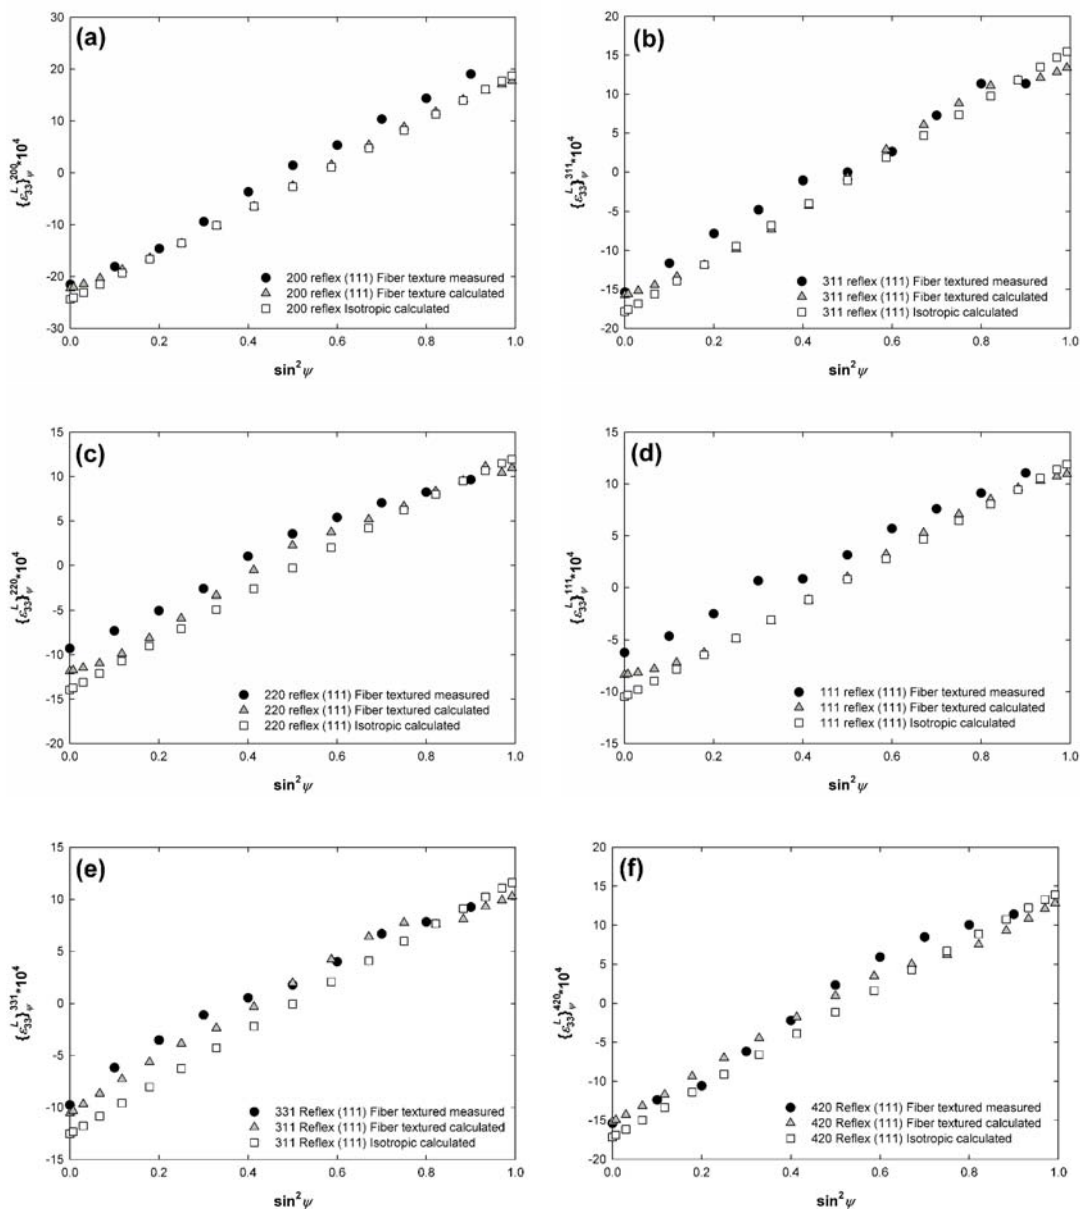 (a)
30
20
10
0
-10
-20
-30
{ε₃₃ᴸ}ψ²⁰⁰*10⁴
200 reflex (111) Fiber texture measured
200 reflex (111) Fiber texture calculated
200 reflex Isotropic calculated
0.0 0.2 0.4 0.6 0.8 1.0
sin²ψ
(b)
20
15
10
5
0
-5
-10
-15
-20
{ε₃₃ᴸ}ψ³¹¹*10⁴
311 reflex (111) Fiber textured measured
311 reflex (111) Fiber textured calculated
311 reflex (111) Isotropic calculated
0.0 0.2 0.4 0.6 0.8 1.0
sin²ψ
(c)
15
10
5
0
-5
-10
-15
-20
{ε₃₃ᴸ}ψ²²⁰*10⁴
220 reflex (111) Fiber textured measured
220 reflex (111) Fiber textured calculated
220 reflex (111) Isotropic calculated
0.0 0.2 0.4 0.6 0.8 1.0
sin²ψ
(d)
15
10
5
0
-5
-10
-15
{ε₃₃ᴸ}ψ¹¹¹*10⁴
111 reflex (111) Fiber textured measured
111 reflex (111) Fiber textured calculated
111 reflex (111) Isotropic calculated
0.0 0.2 0.4 0.6 0.8 1.0
sin²ψ
(e)
15
10
5
0
-5
-10
-15
{ε₃₃ᴸ}ψ³³¹*10⁴
331 Reflex (111) Fiber textured measured
311 Reflex (111) Fiber textured calculated
311 Reflex (111) Isotropic calculated
0.0 0.2 0.4 0.6 0.8 1.0
sin²ψ
(f)
20
15
10
5
0
-5
-10
-15
-20
{ε₃₃ᴸ}ψ⁴²⁰*10⁴
420 Reflex (111) Fiber textured measured
420 Reflex (111) Fiber textured calculated
420 Reflex (111) Isotropic calculated
0.0 0.2 0.4 0.6 0.8 1.0
sin²ψ